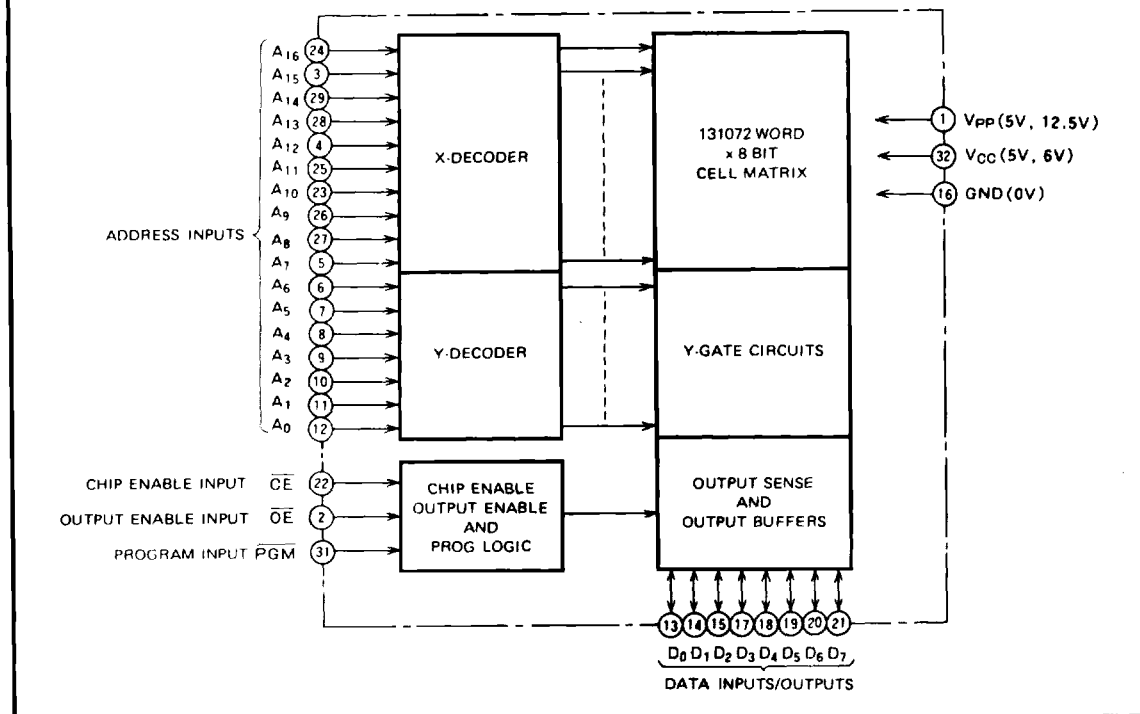 A16 24
A15 3
A14 29
A13 28
A12 4
A11 25
A10 23
A9 26
A8 27
A7 5
A6 6
A5 7
A4 8
A3 9
A2 10
A1 11
A0 12
ADDRESS INPUTS
X-DECODER
Y-DECODER
131072 WORD
x 8 BIT
CELL MATRIX
Y-GATE CIRCUITS
OUTPUT SENSE
AND
OUTPUT BUFFERS
1 VPP(5V, 12.5V)
32 VCC(5V, 6V)
16 GND(0V)
CHIP ENABLE INPUT CE 22
OUTPUT ENABLE INPUT OE 2
PROGRAM INPUT PGM 31
CHIP ENABLE
OUTPUT ENABLE
AND
PROG LOGIC
13 14 15 17 18 19 20 21
D0 D1 D2 D3 D4 D5 D6 D7
DATA INPUTS/OUTPUTS